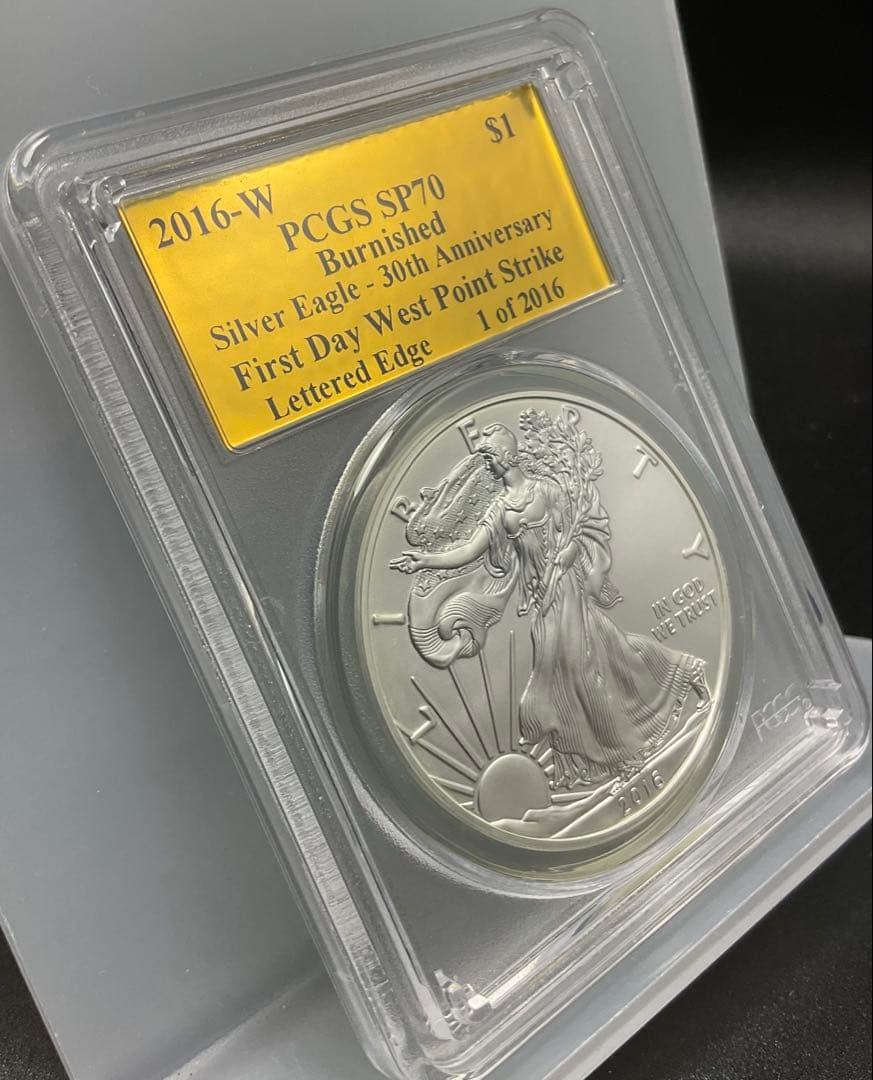 2016-W $1
PCGS SP70
Burnished
Silver Eagle - 30th Anniversary
First Day West Point Strike
Lettered Edge 1 of 2016
LIBERTY
IN GOD
WE TRUST
2016
PCGS